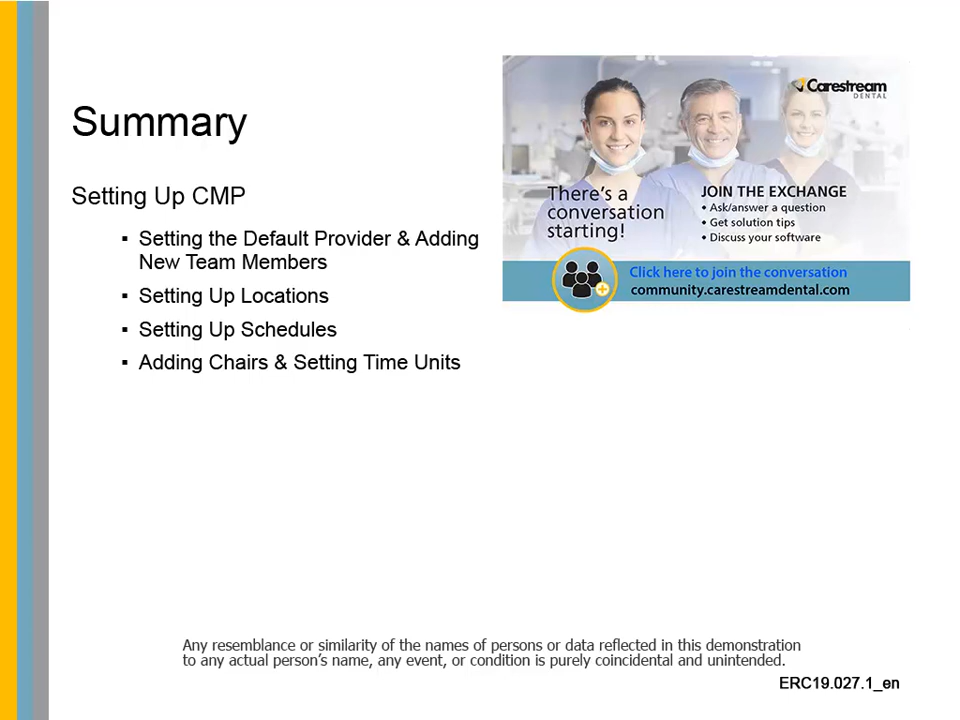 Summary
Setting Up CMP
▪ Setting the Default Provider & Adding
New Team Members
▪ Setting Up Locations
▪ Setting Up Schedules
▪ Adding Chairs & Setting Time Units
Carestream
DENTAL
There's a
conversation
starting!
JOIN THE EXCHANGE
• Ask/answer a question
• Get solution tips
• Discuss your software
Click here to join the conversation
community.carestreamdental.com
Any resemblance or similarity of the names of persons or data reflected in this demonstration
to any actual person's name, any event, or condition is purely coincidental and unintended.
ERC19.027.1_en